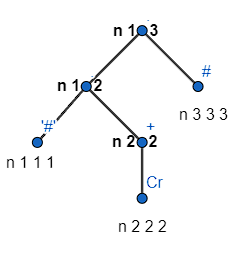 .
n 1 3
#
n 1 2
n 3 3 3
'#'
+
n 2 2
n 1 1 1
Cr
n 2 2 2